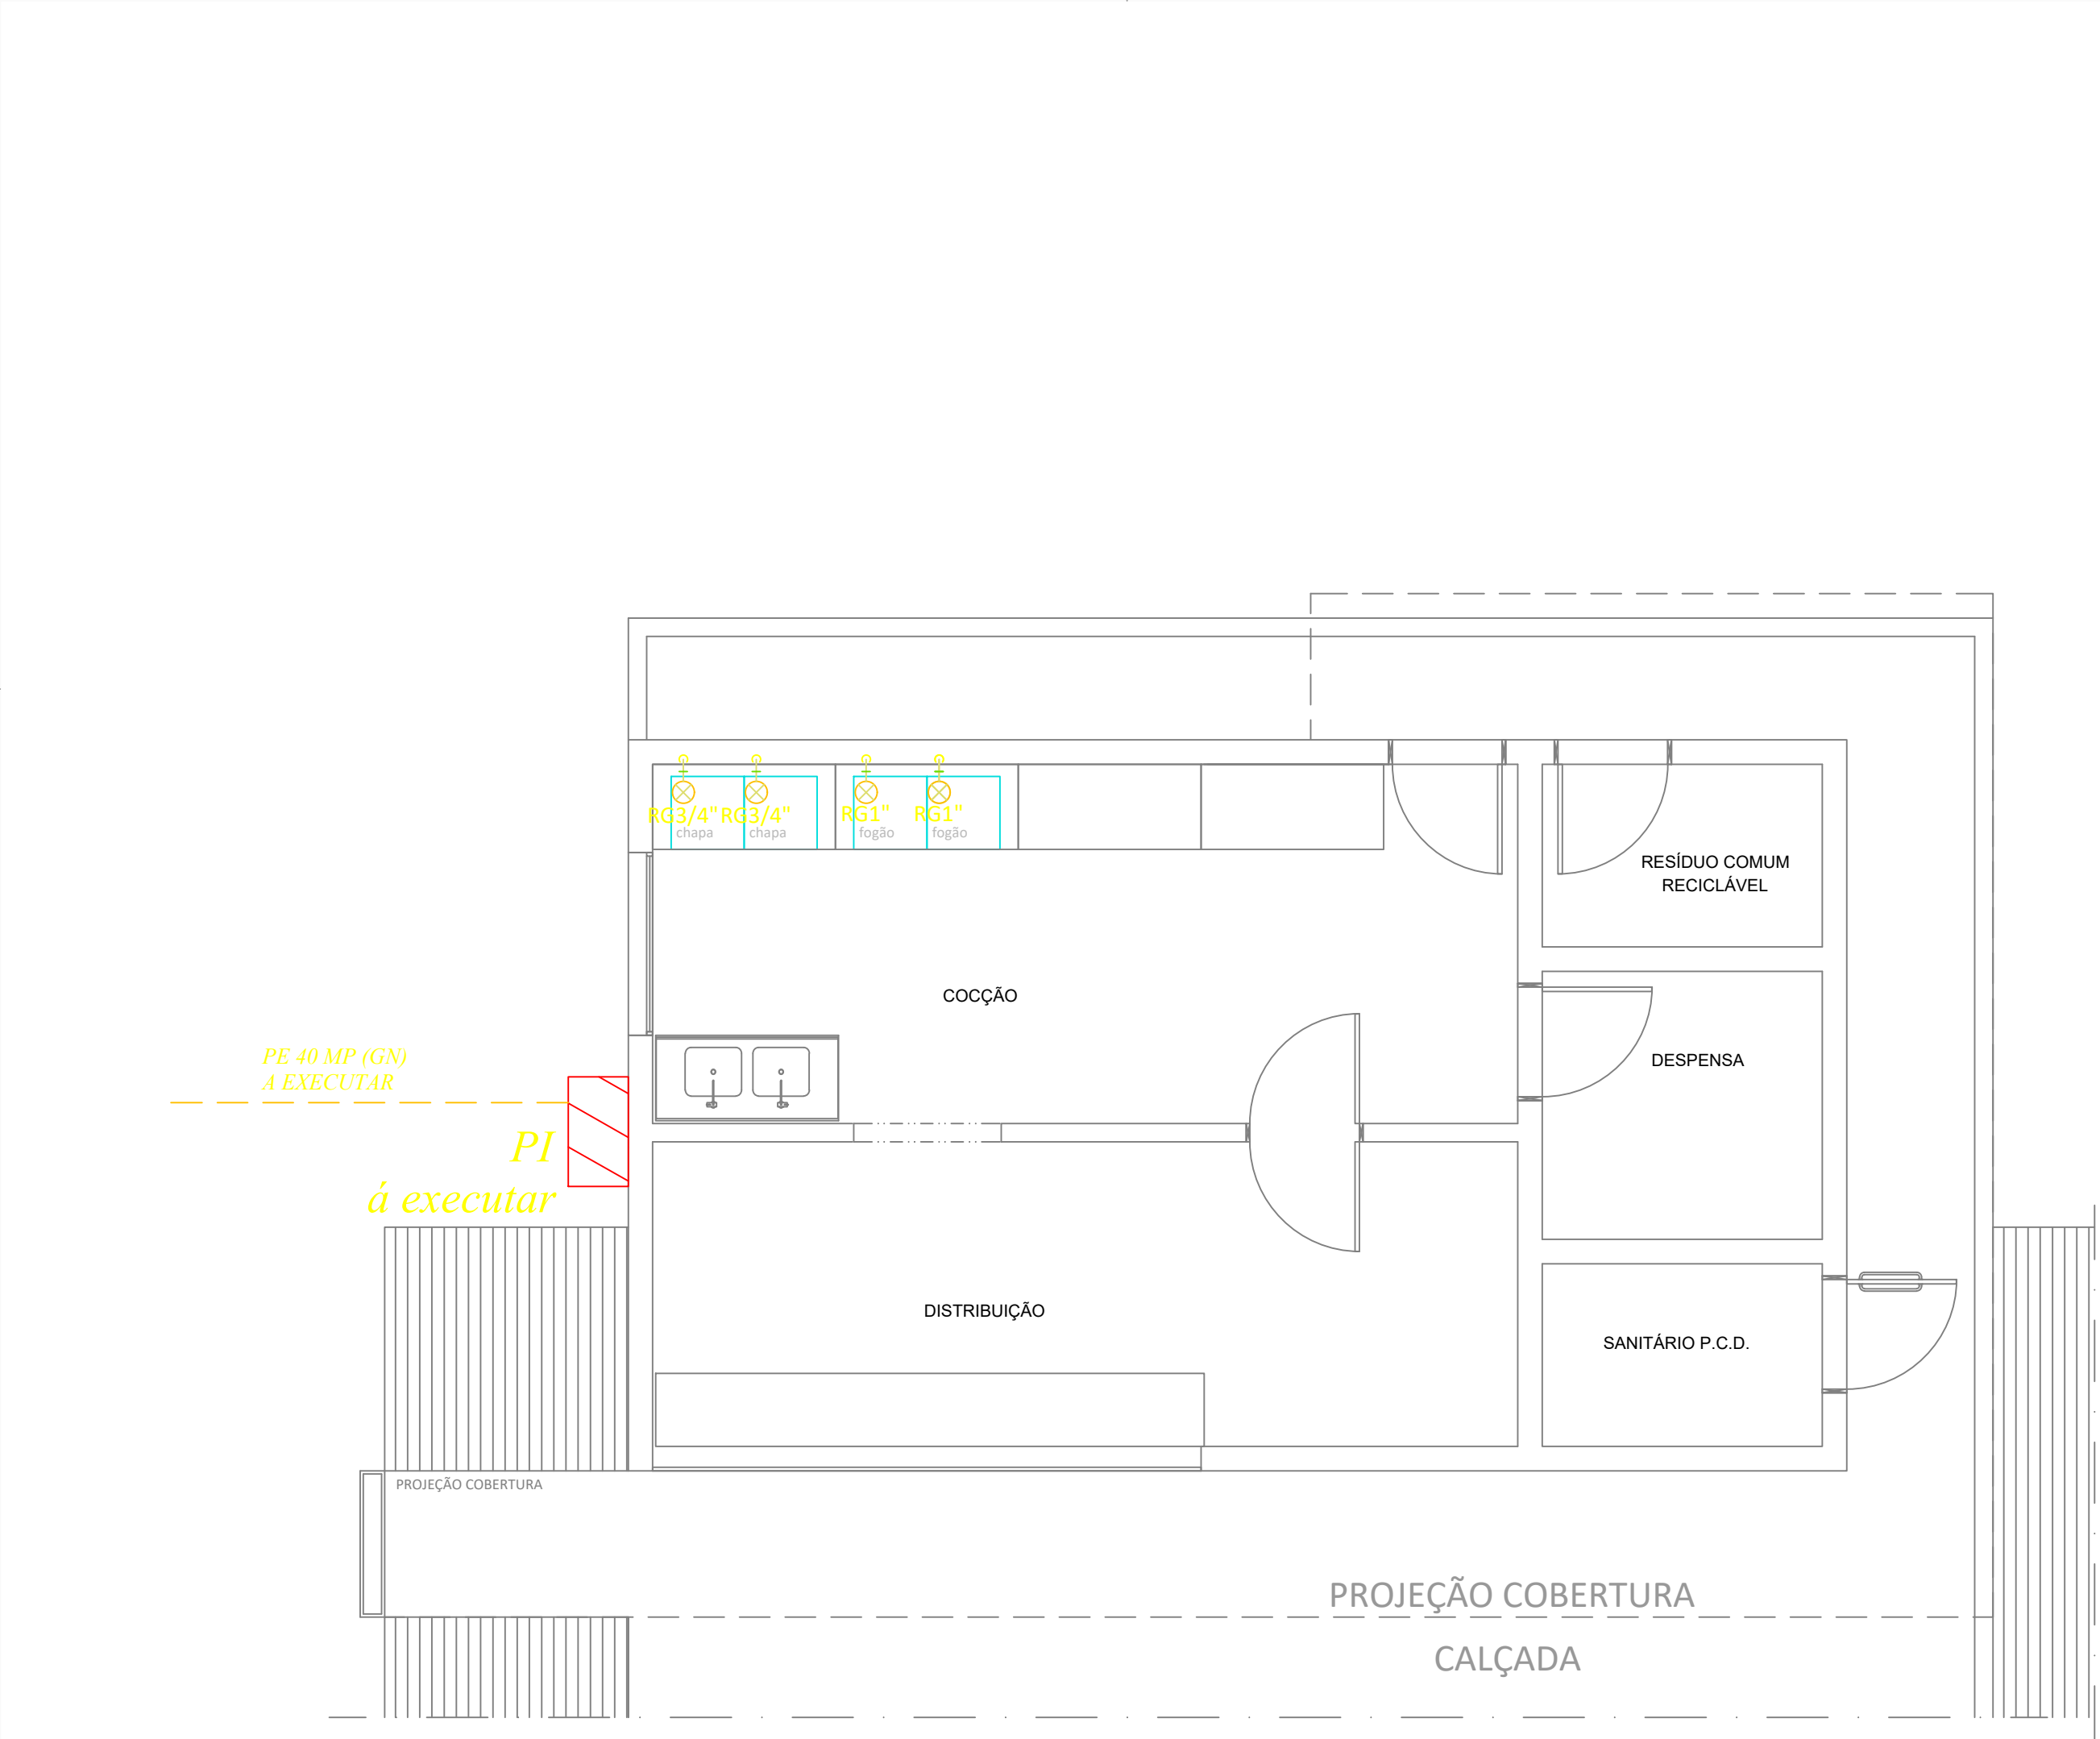 RG3/4" RG3/4" RG1" RG1"
chapa chapa fogão fogão
RESÍDUO COMUM
RECICLÁVEL
COCÇÃO
PE 40 MP (GN)
A EXECUTAR
DESPENSA
PI
á executar
DISTRIBUIÇÃO
SANITÁRIO P.C.D.
PROJEÇÃO COBERTURA
PROJEÇÃO COBERTURA
CALÇADA